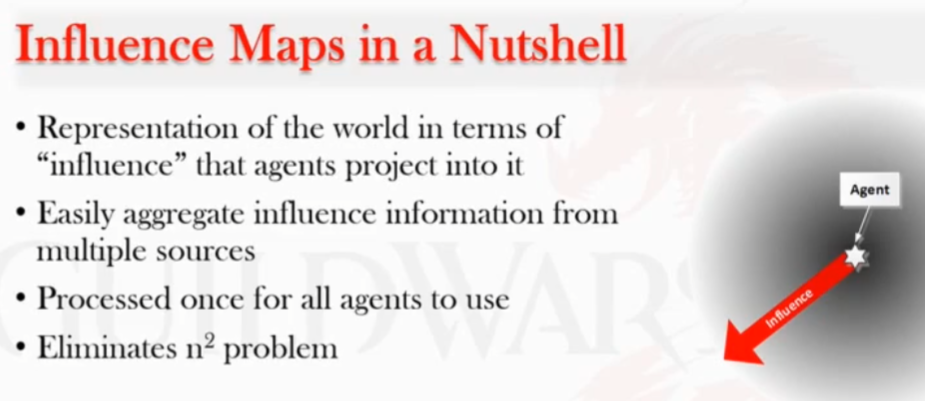 Influence Maps in a Nutshell
• Representation of the world in terms of
“influence” that agents project into it
• Easily aggregate influence information from
multiple sources
• Processed once for all agents to use
• Eliminates n² problem
Agent
Influence
GUILDWARS